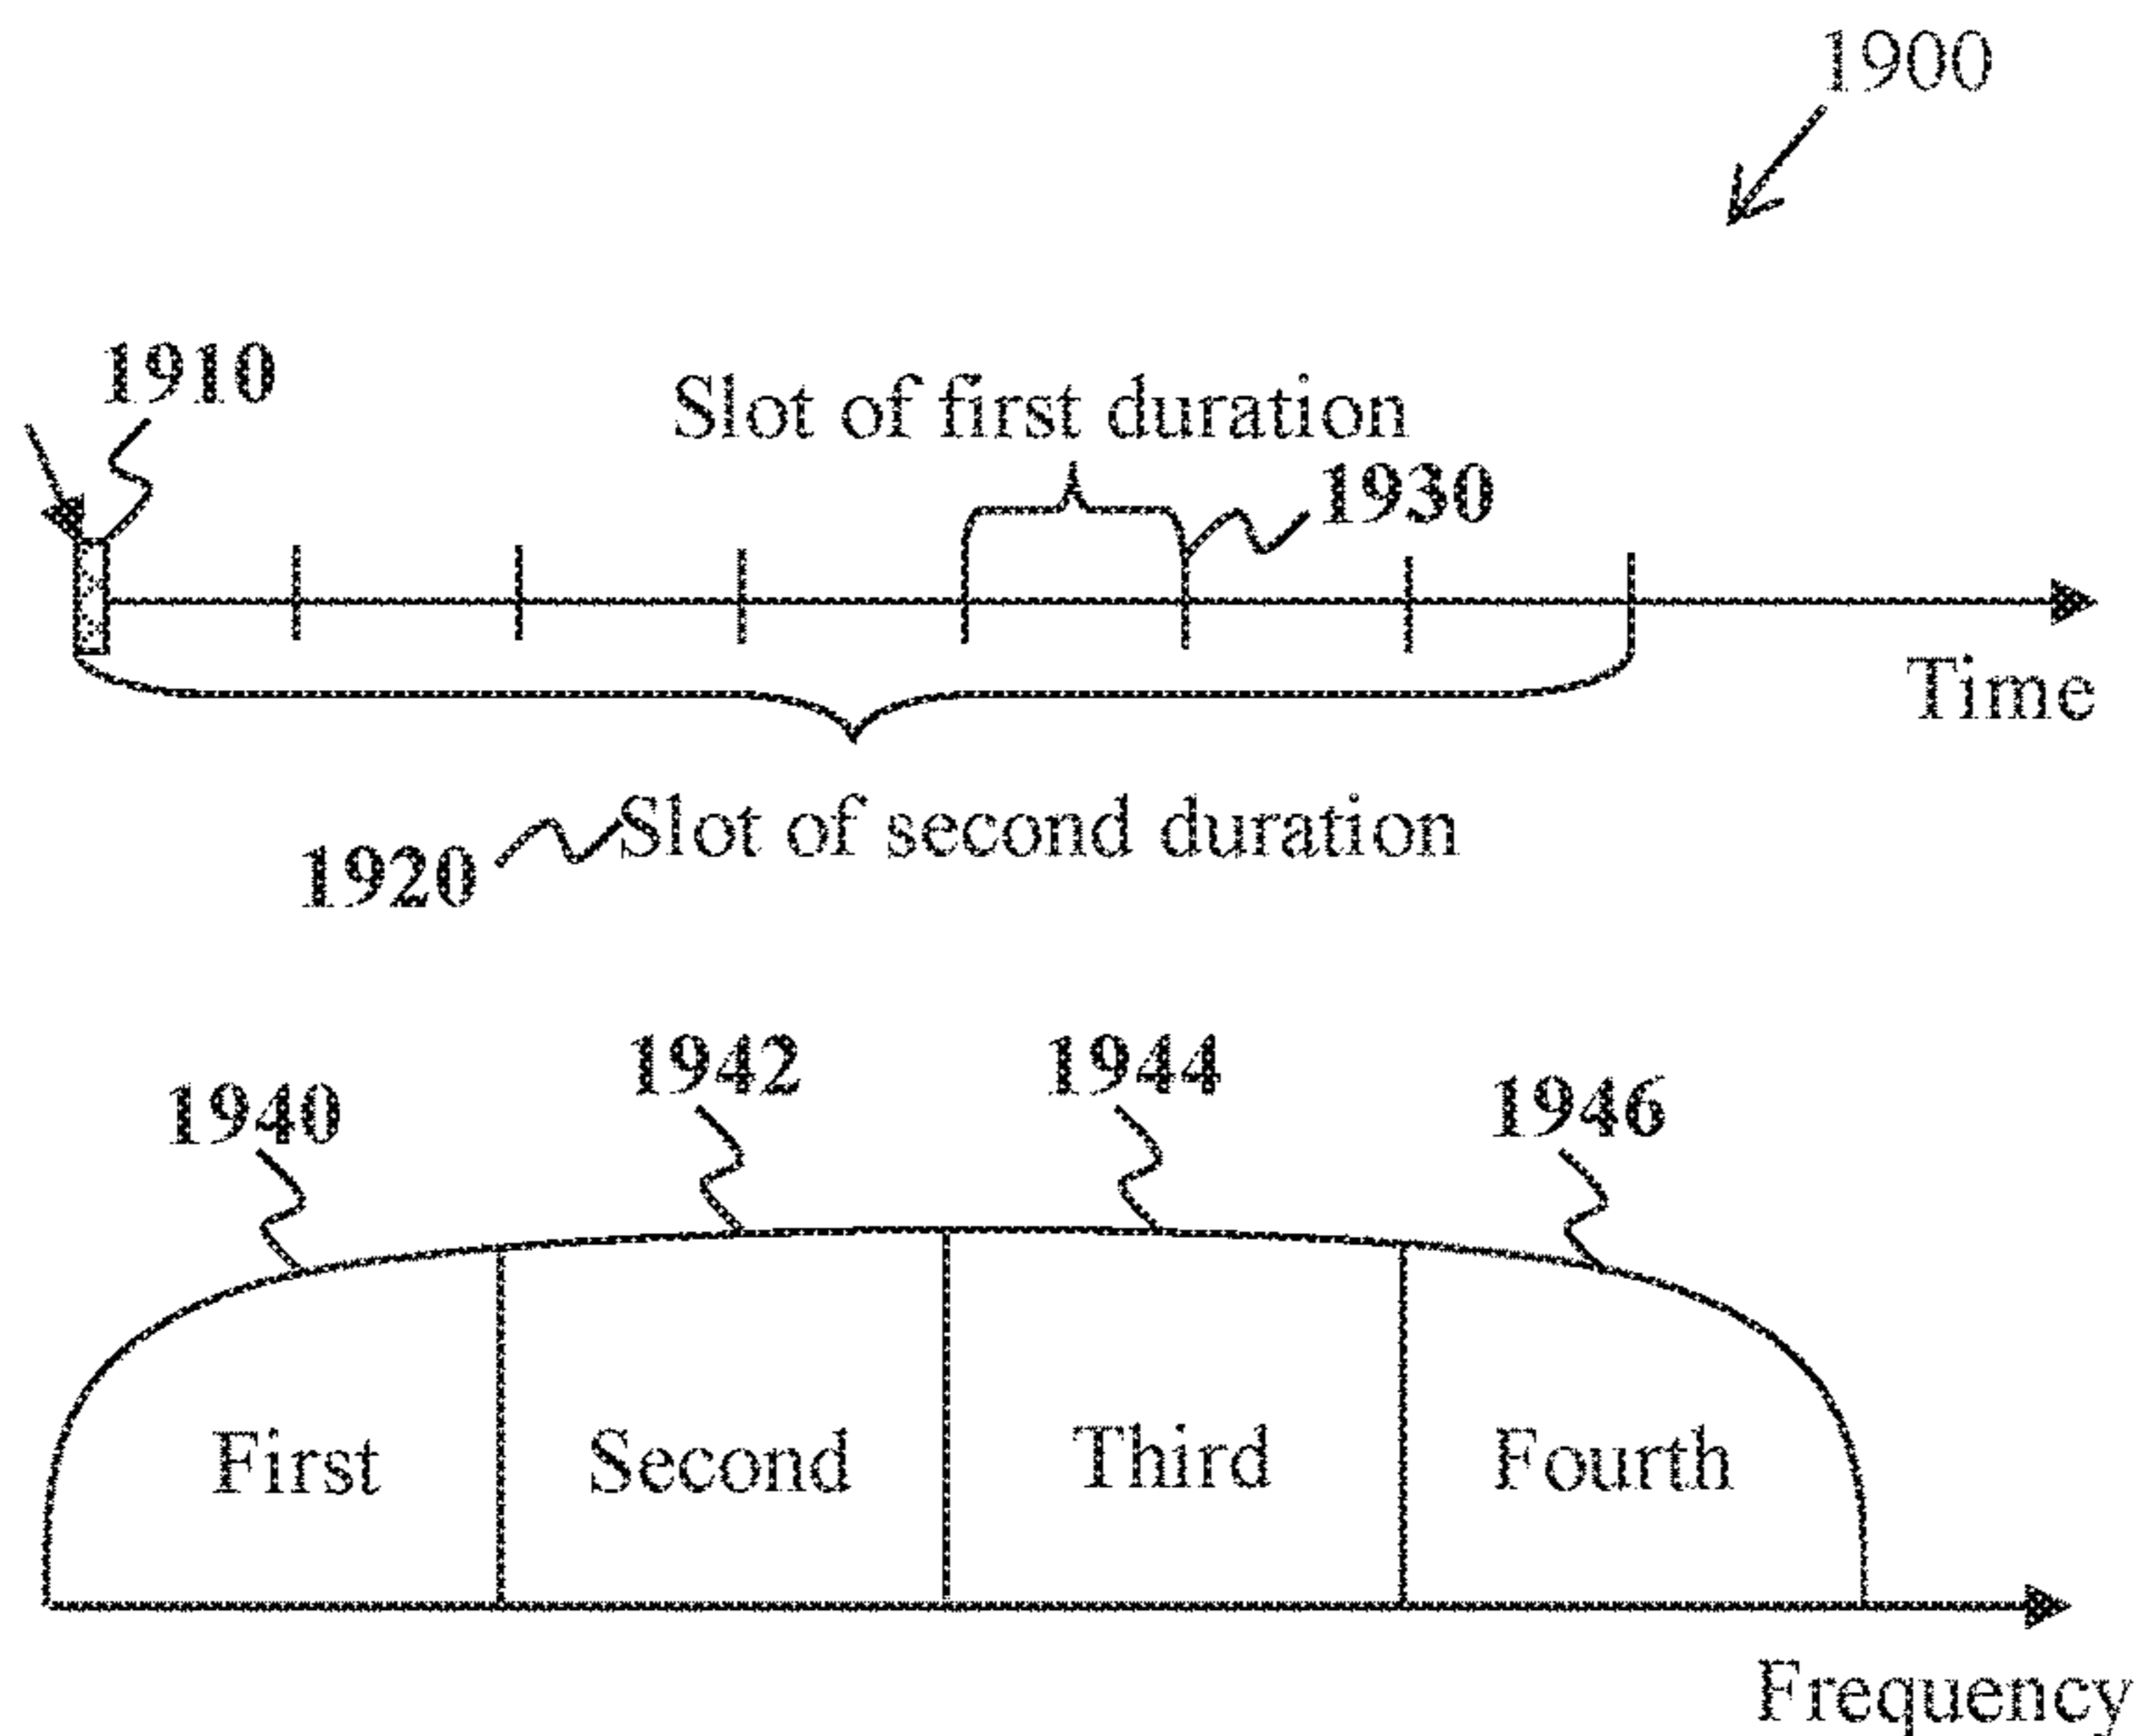 1900
1910
Slot of first duration
1930
Time
Slot of second duration
1920
1942
1944
1940
1946
First
Second
Third
Fourth
Frequency